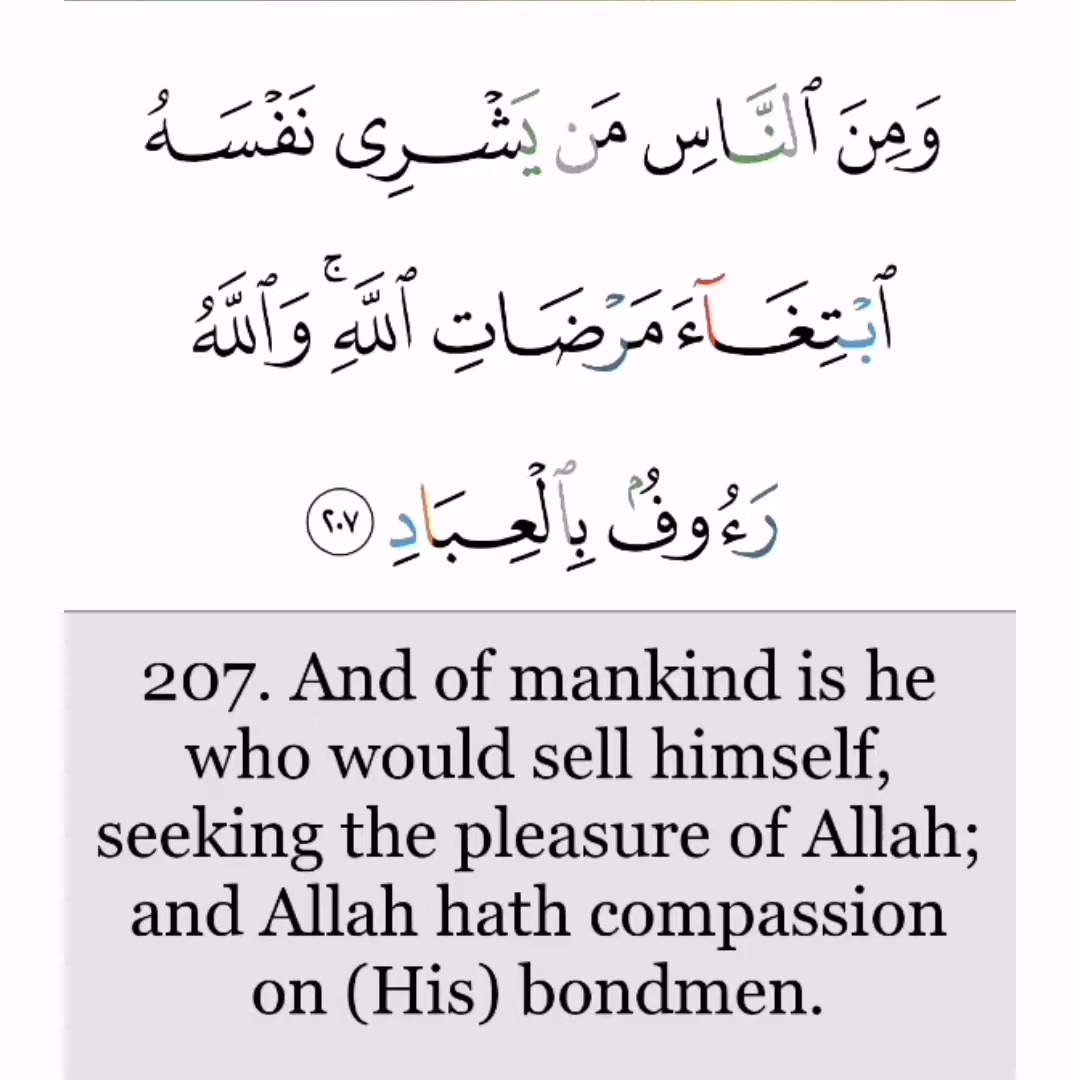 وَمِنَ ٱلنَّاسِ مَن يَشْرِى نَفْسَهُ
ٱبْتِغَآءَ مَرْضَاتِ ٱللَّهِ ۚ وَٱللَّهُ
رَءُوفٌۢ بِٱلْعِبَادِ ٢٠٧
207. And of mankind is he
who would sell himself,
seeking the pleasure of Allah;
and Allah hath compassion
on (His) bondmen.